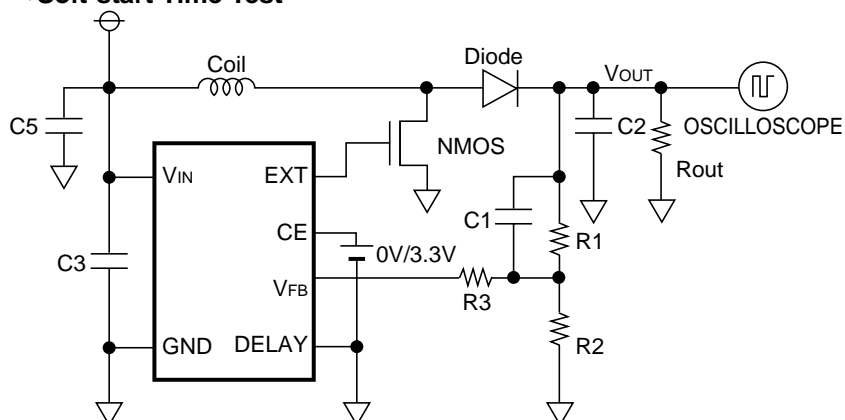 Soft-start Time Test
Coil
Diode
VOUT
C5
C2
OSCILLOSCOPE
NMOS
Rout
VIN
EXT
C1
CE
R1
0V/3.3V
C3
VFB
R3
GND
DELAY
R2